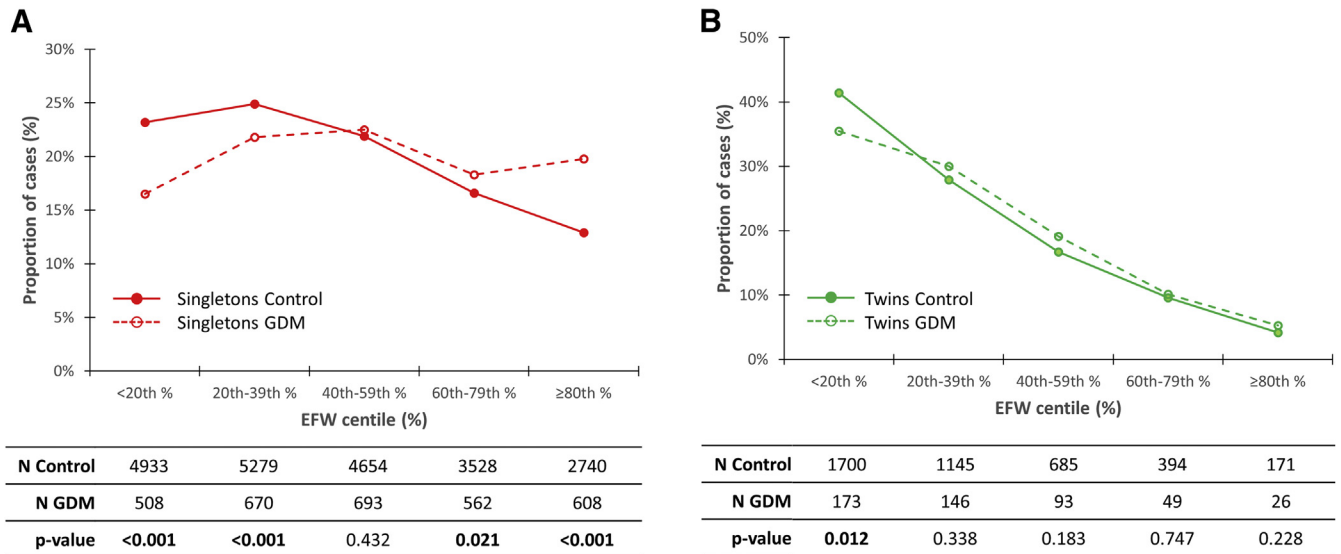 A
30%
25%
20%
15%
10%
5%
0%
Proportion of cases (%)
Singletons Control
Singletons GDM
<20th %
20th-39th %
40th-59th %
60th-79th %
≥80th %
EFW centile (%)
N Control 4933 5279 4654 3528 2740
N GDM 508 670 693 562 608
p-value <0.001 <0.001 0.432 0.021 <0.001
B
50%
40%
30%
20%
10%
0%
Proportion of cases (%)
Twins Control
Twins GDM
<20th %
20th-39th %
40th-59th %
60th-79th %
≥80th %
EFW centile (%)
N Control 1700 1145 685 394 171
N GDM 173 146 93 49 26
p-value 0.012 0.338 0.183 0.747 0.228